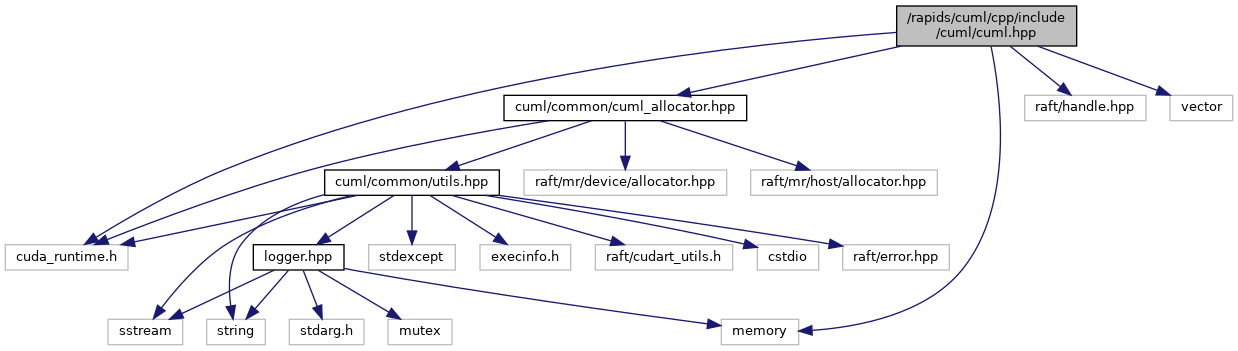 /rapids/cuml/cpp/include
/cuml/cuml.hpp
cuml/common/cuml_allocator.hpp
raft/handle.hpp
vector
cuml/common/utils.hpp
raft/mr/device/allocator.hpp
raft/mr/host/allocator.hpp
cuda_runtime.h
logger.hpp
stdexcept
execinfo.h
raft/cudart_utils.h
cstdio
raft/error.hpp
sstream
string
stdarg.h
mutex
memory